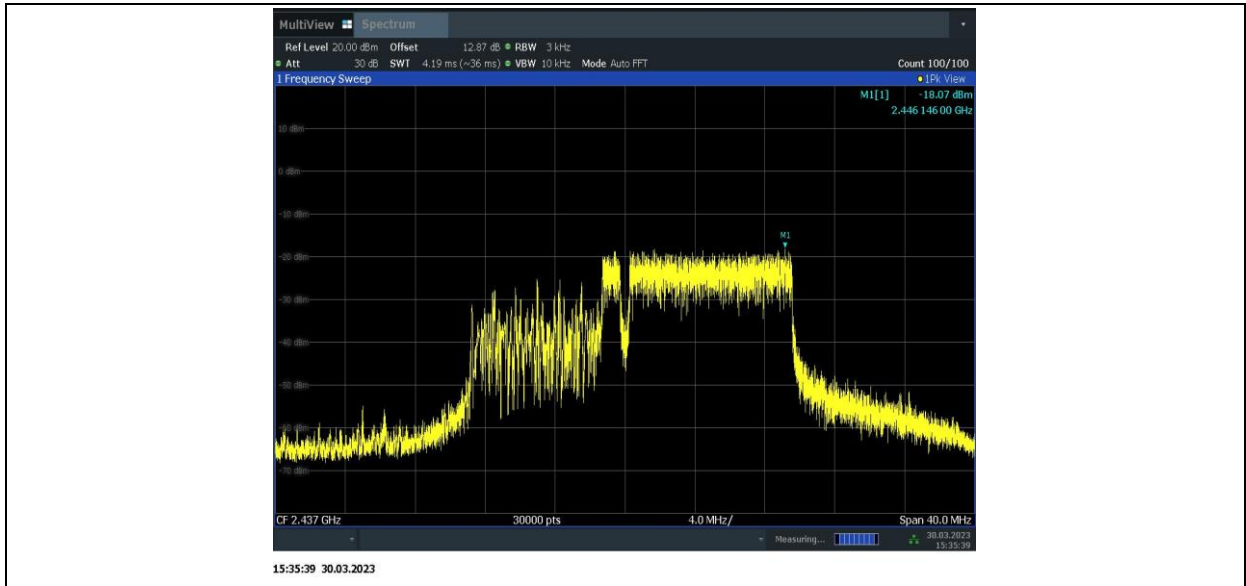 MultiView Spectrum
Ref Level 20.00 dBm Offset 12.87 dB RBW 3 kHz
Att 30 dB SWT 4.19 ms (~36 ms) VBW 10 kHz Mode Auto FFT Count 100/100
1 Frequency Sweep 1Pk View
M1[1] -18.07 dBm
2.446 146 00 GHz
10 dBm
0 dBm
-10 dBm
M1
-20 dBm
-30 dBm
-40 dBm
-50 dBm
-60 dBm
-70 dBm
CF 2.437 GHz 30000 pts 4.0 MHz/ Span 40.0 MHz
Measuring... 30.03.2023
15:35:39
15:35:39 30.03.2023